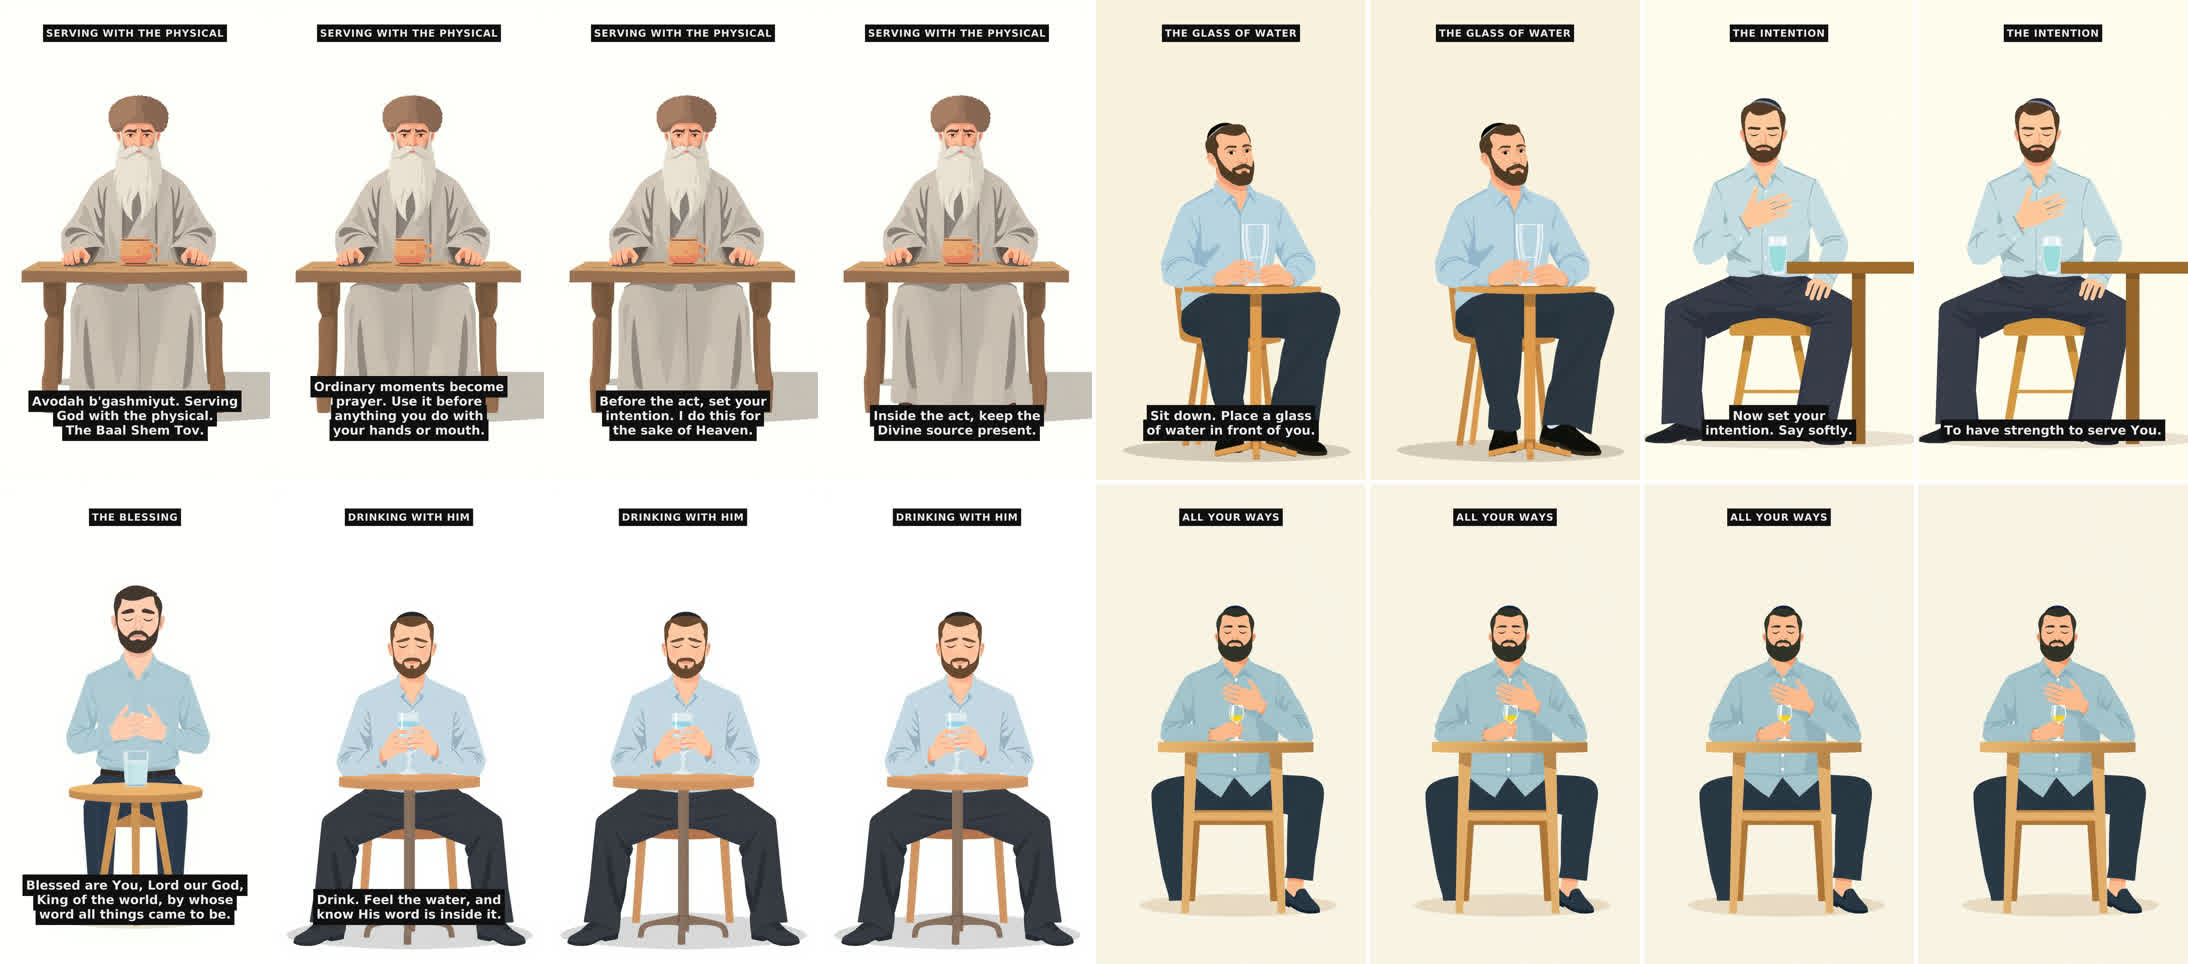 SERVING WITH THE PHYSICAL
Avodah b'gashmiyut. Serving
God with the physical.
The Baal Shem Tov.
SERVING WITH THE PHYSICAL
Ordinary moments become
prayer. Use it before
anything you do with
your hands or mouth.
SERVING WITH THE PHYSICAL
Before the act, set your
intention. I do this for
the sake of Heaven.
SERVING WITH THE PHYSICAL
Inside the act, keep the
Divine source present.
THE GLASS OF WATER
Sit down. Place a glass
of water in front of you.
THE GLASS OF WATER
THE INTENTION
Now set your
intention. Say softly.
THE INTENTION
To have strength to serve You.
THE BLESSING
Blessed are You, Lord our God,
King of the world, by whose
word all things came to be.
DRINKING WITH HIM
Drink. Feel the water, and
know His word is inside it.
DRINKING WITH HIM
DRINKING WITH HIM
ALL YOUR WAYS
ALL YOUR WAYS
ALL YOUR WAYS